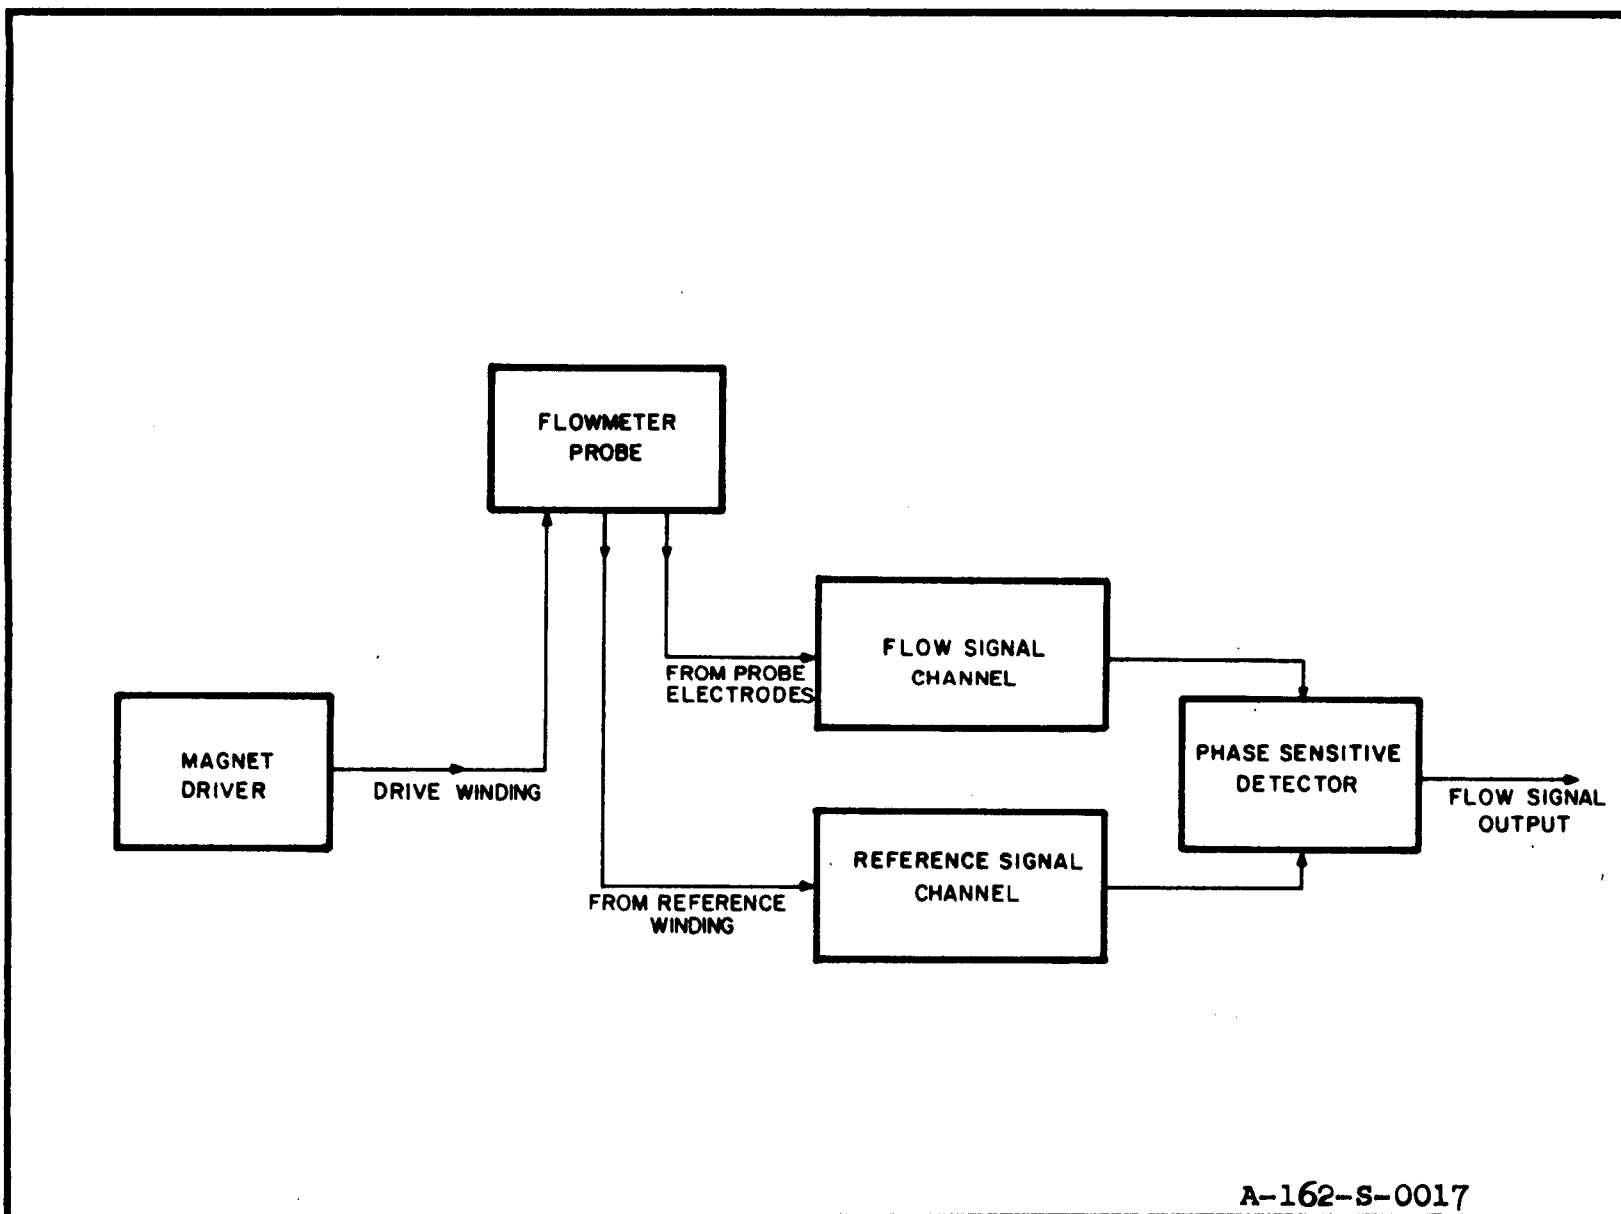 FLOWMETER
PROBE
FLOW SIGNAL
CHANNEL
FROM PROBE
ELECTRODES
MAGNET
DRIVER
DRIVE WINDING
PHASE SENSITIVE
DETECTOR
FLOW SIGNAL
OUTPUT
REFERENCE SIGNAL
CHANNEL
FROM REFERENCE
WINDING
A-162-S-0017